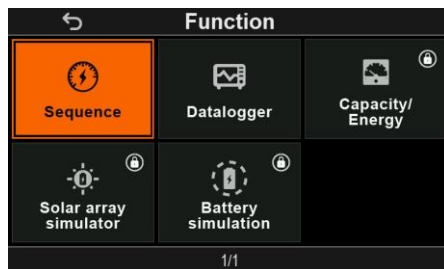 Function
Sequence
Datalogger
Capacity/
Energy
Solar array
simulator
Battery
simulation
1/1